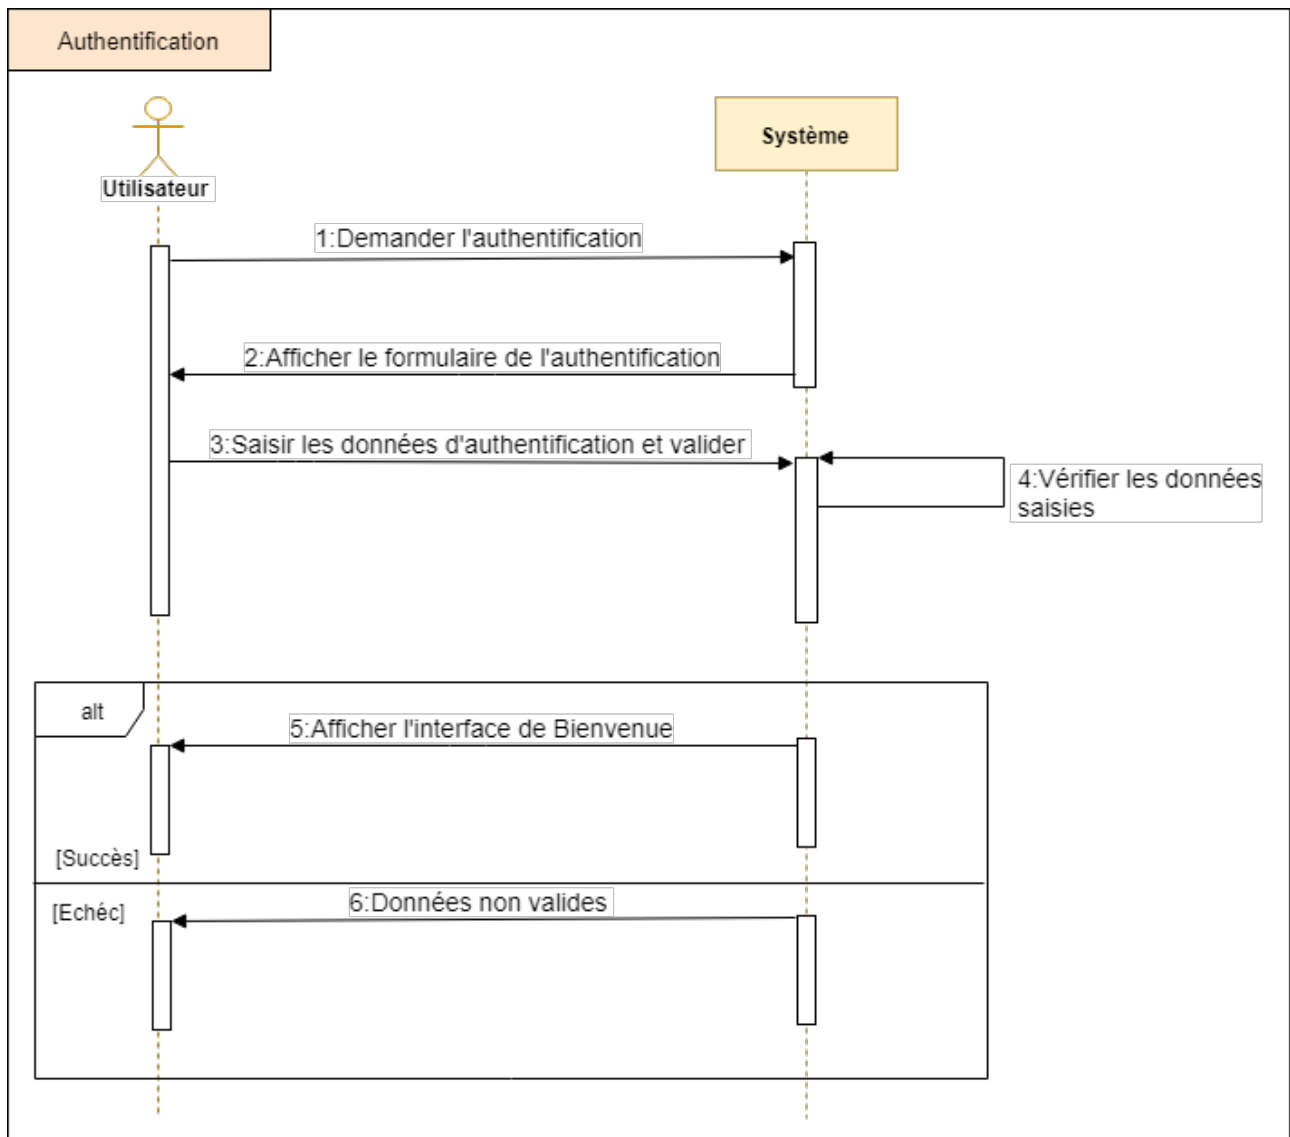 Authentification
Utilisateur
Système
1:Demander l'authentification
2:Afficher le formulaire de l'authentification
3:Saisir les données d'authentification et valider
4:Vérifier les données
saisies
alt
5:Afficher l'interface de Bienvenue
[Succès]
[Echéc]
6:Données non valides